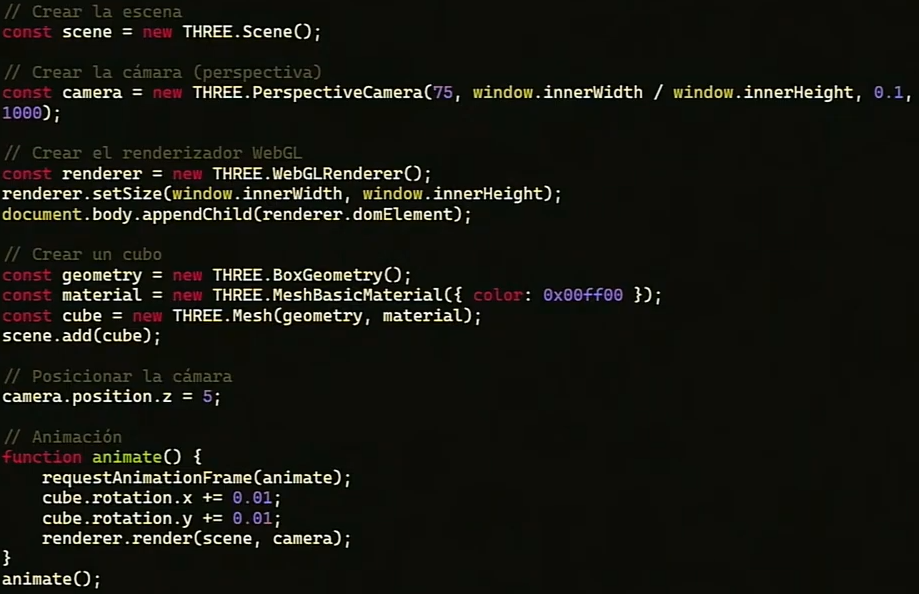 // Crear la escena
const scene = new THREE.Scene();
// Crear la cámara (perspectiva)
const camera = new THREE.PerspectiveCamera(75, window.innerWidth / window.innerHeight, 0.1,
1000);
// Crear el renderizador WebGL
const renderer = new THREE.WebGLRenderer();
renderer.setSize(window.innerWidth, window.innerHeight);
document.body.appendChild(renderer.domElement);
// Crear un cubo
const geometry = new THREE.BoxGeometry();
const material = new THREE.MeshBasicMaterial({ color: 0x00ff00 });
const cube = new THREE.Mesh(geometry, material);
scene.add(cube);
// Posicionar la cámara
camera.position.z = 5;
// Animación
function animate() {
    requestAnimationFrame(animate);
    cube.rotation.x += 0.01;
    cube.rotation.y += 0.01;
    renderer.render(scene, camera);
}
animate();